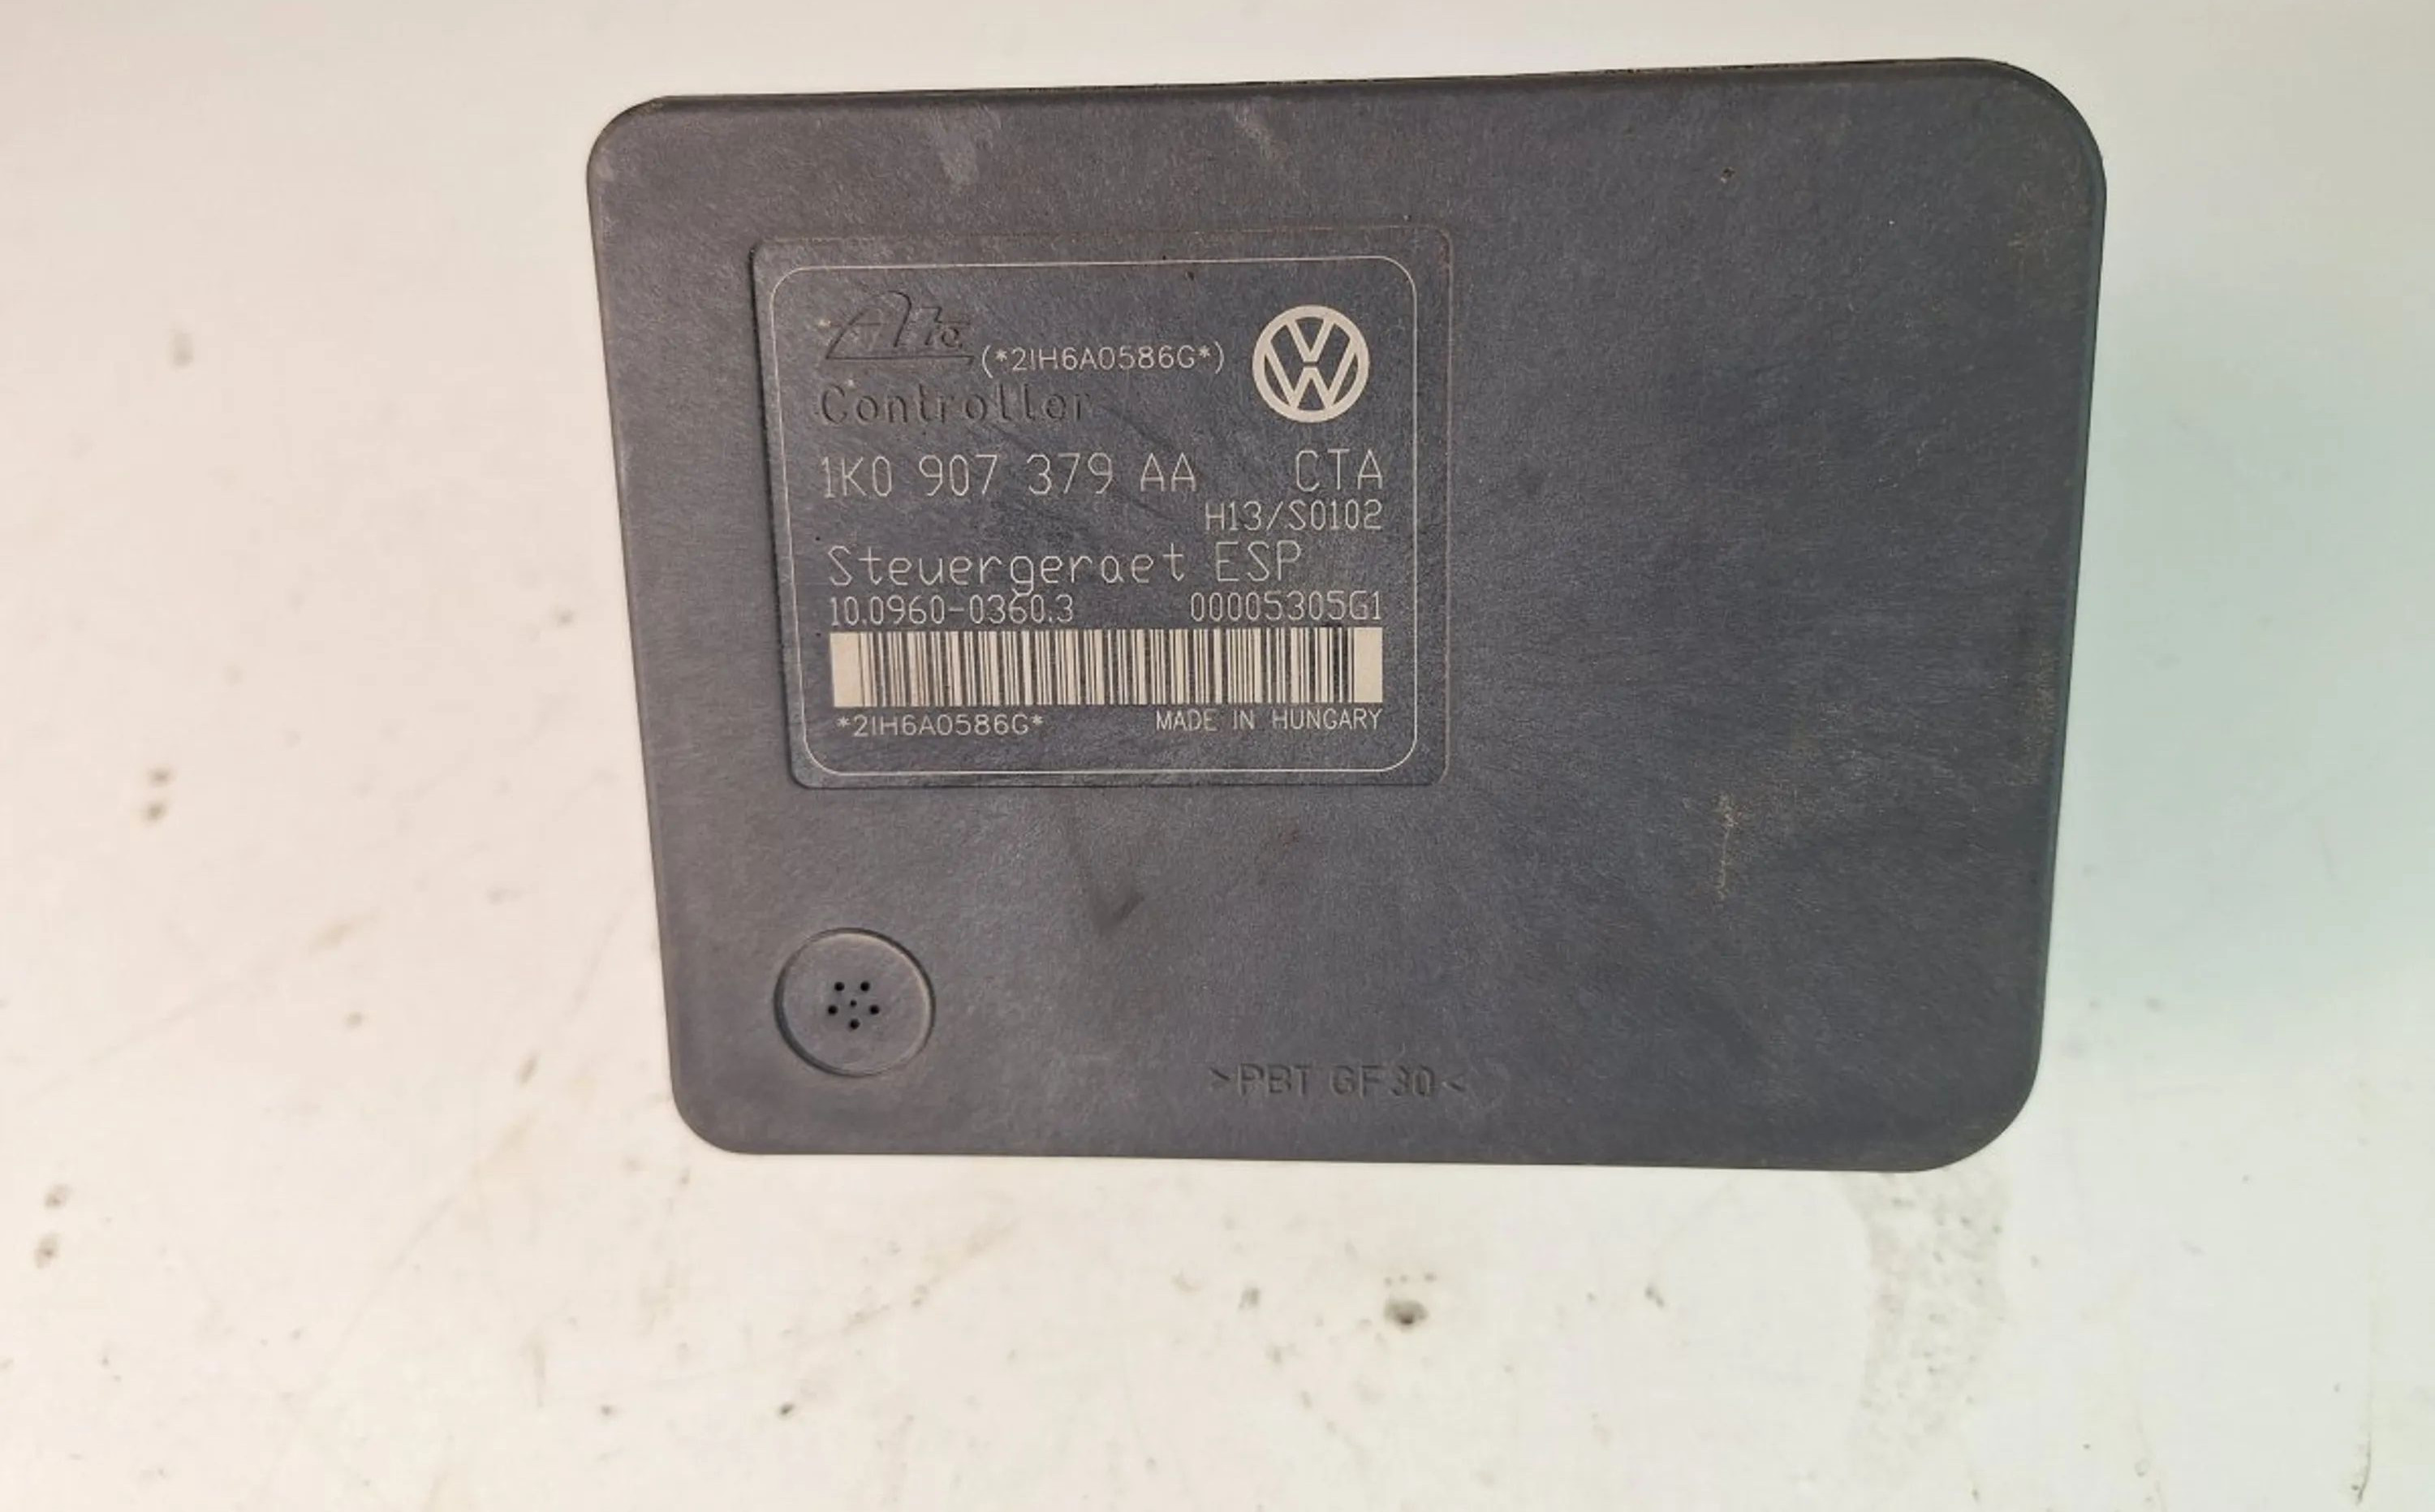 Ate (*2IH6A0586G*)
Controller
1K0 907 379 AA CTA
H13/S0102
Steuergeraet ESP
10.0960-0360.3 00005305G1
*2IH6A0586G* MADE IN HUNGARY
>PBT GF30<